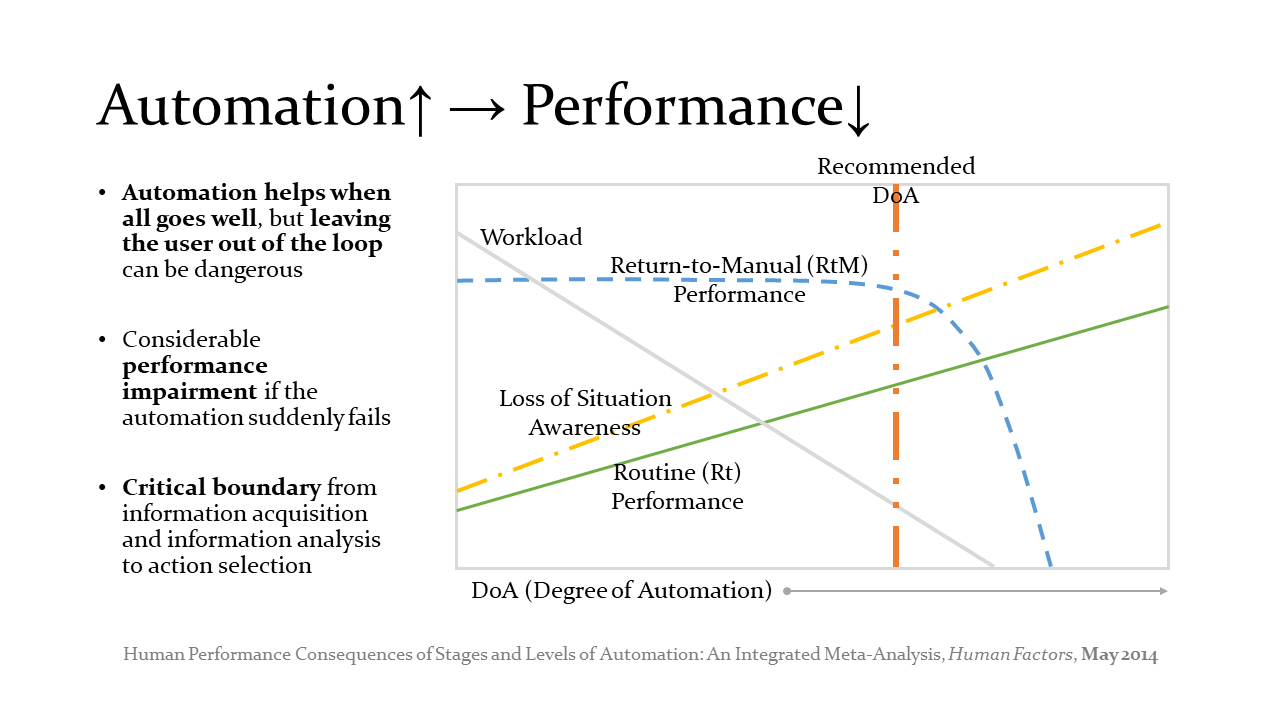 Automation↑ → Performance↓
• Automation helps when
all goes well, but leaving
the user out of the loop
can be dangerous
• Considerable
performance
impairment if the
automation suddenly fails
• Critical boundary from
information acquisition
and information analysis
to action selection
Recommended
DoA
Workload
Return-to-Manual (RtM)
Performance
Loss of Situation
Awareness
Routine (Rt)
Performance
DoA (Degree of Automation)
Human Performance Consequences of Stages and Levels of Automation: An Integrated Meta-Analysis, Human Factors, May 2014